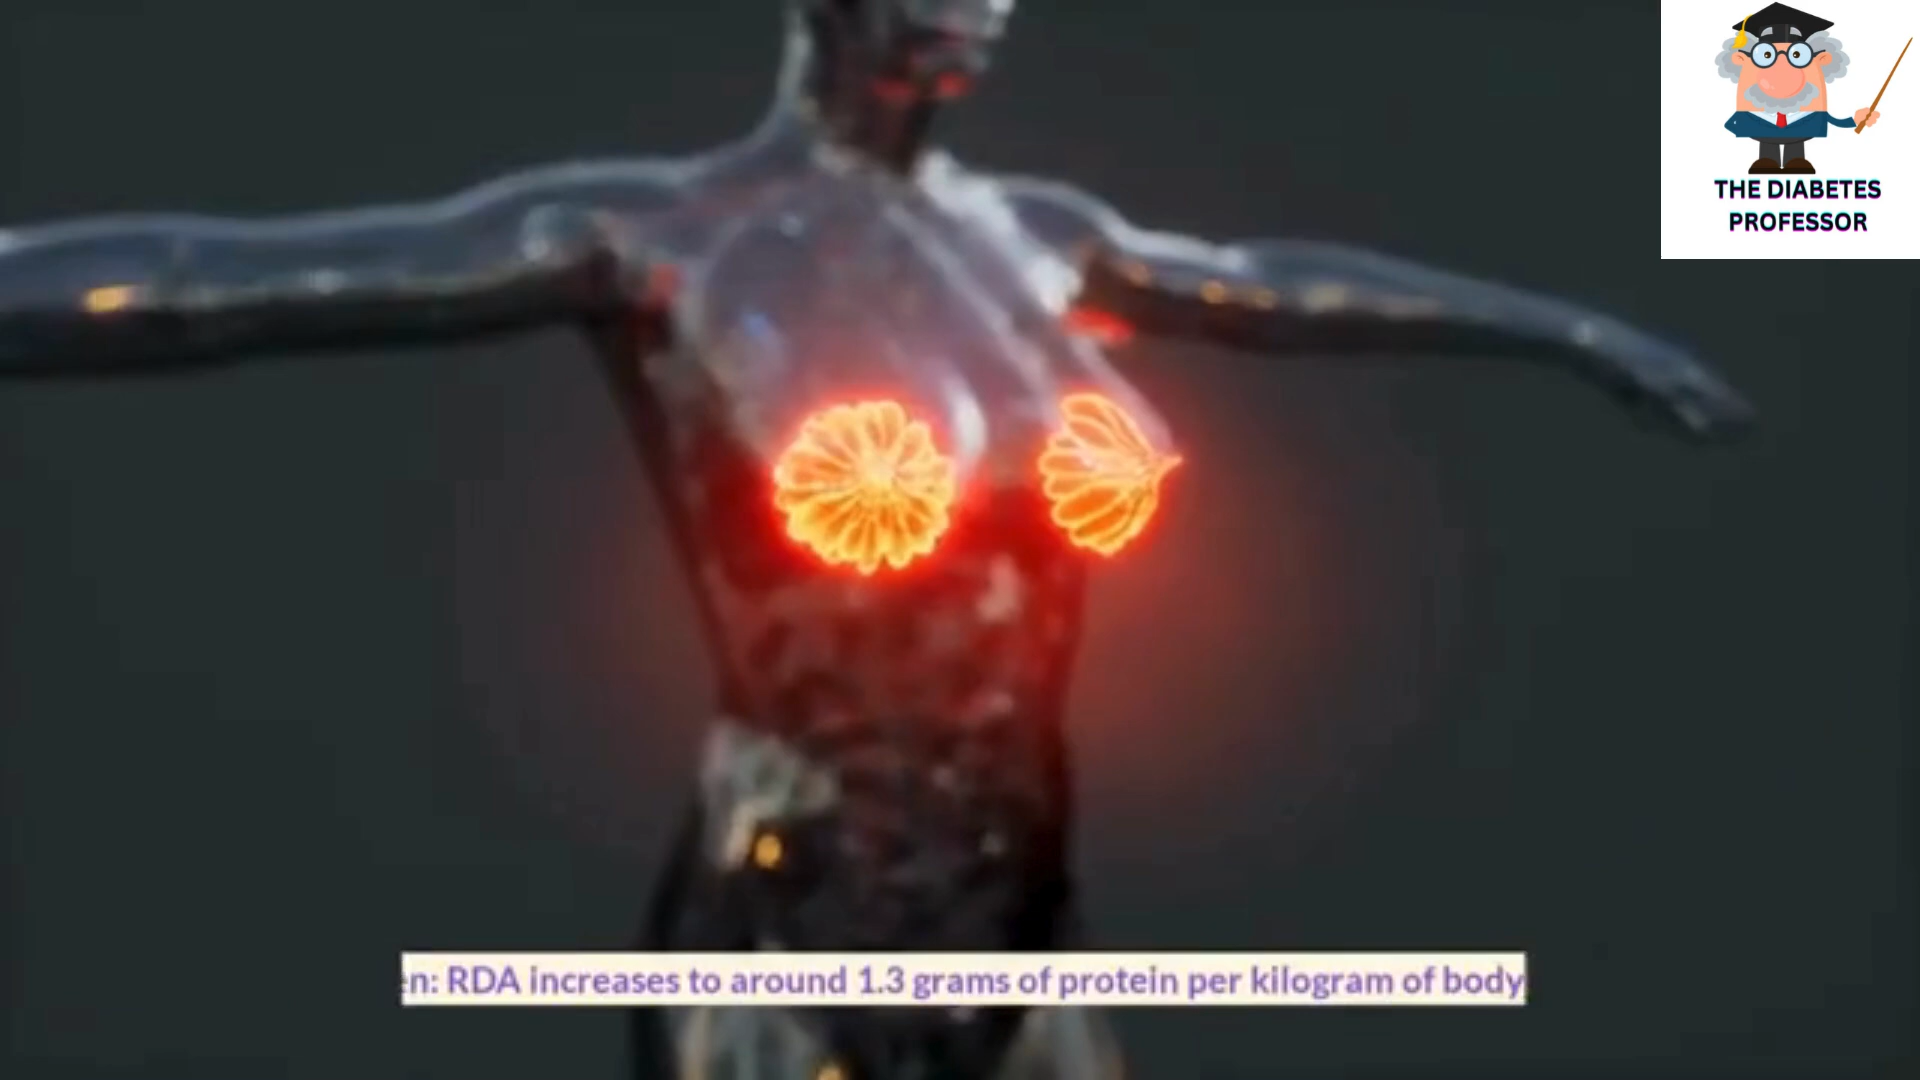 THE DIABETES
PROFESSOR
n: RDA increases to around 1.3 grams of protein per kilogram of body